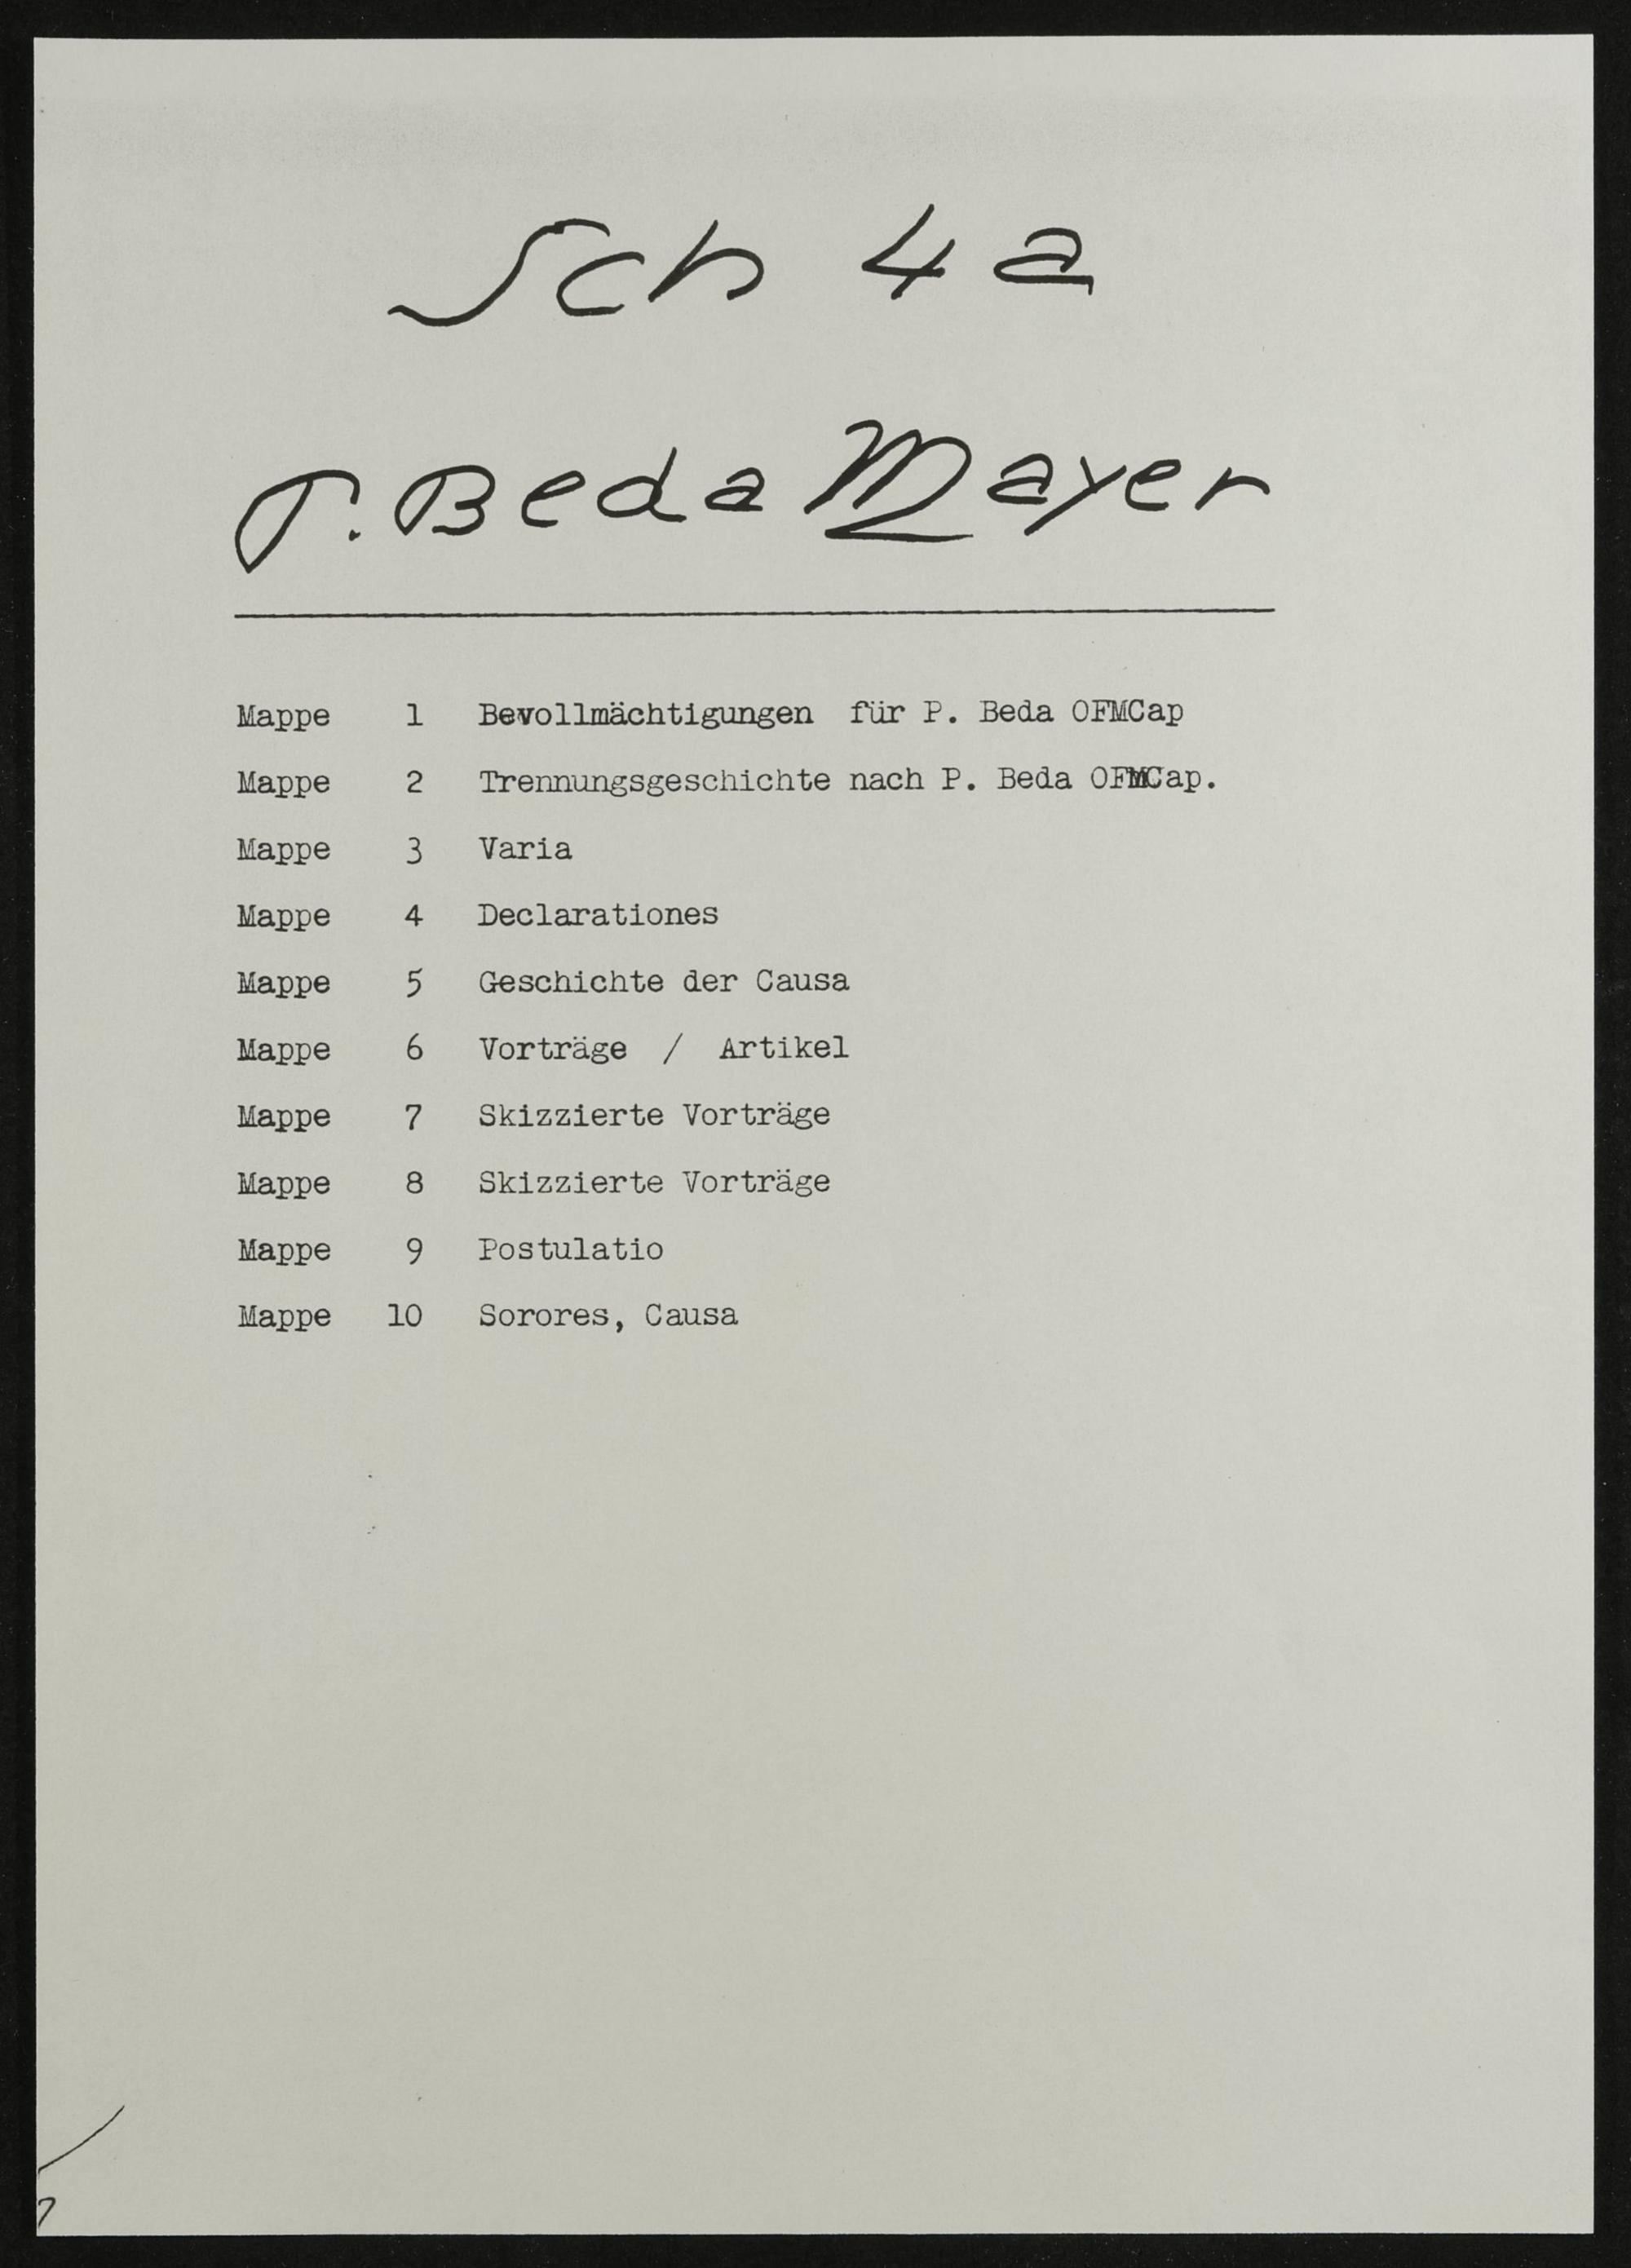 Sch 4a
P. Beda Mayer
Mappe 1 Bevollmächtigungen für P. Beda OFMCap
Mappe 2 Trennungsgeschichte nach P. Beda OFMCap.
Mappe 3 Varia
Mappe 4 Declarationes
Mappe 5 Geschichte der Causa
Mappe 6 Vorträge / Artikel
Mappe 7 Skizzierte Vorträge
Mappe 8 Skizzierte Vorträge
Mappe 9 Postulatio
Mappe 10 Sorores, Causa